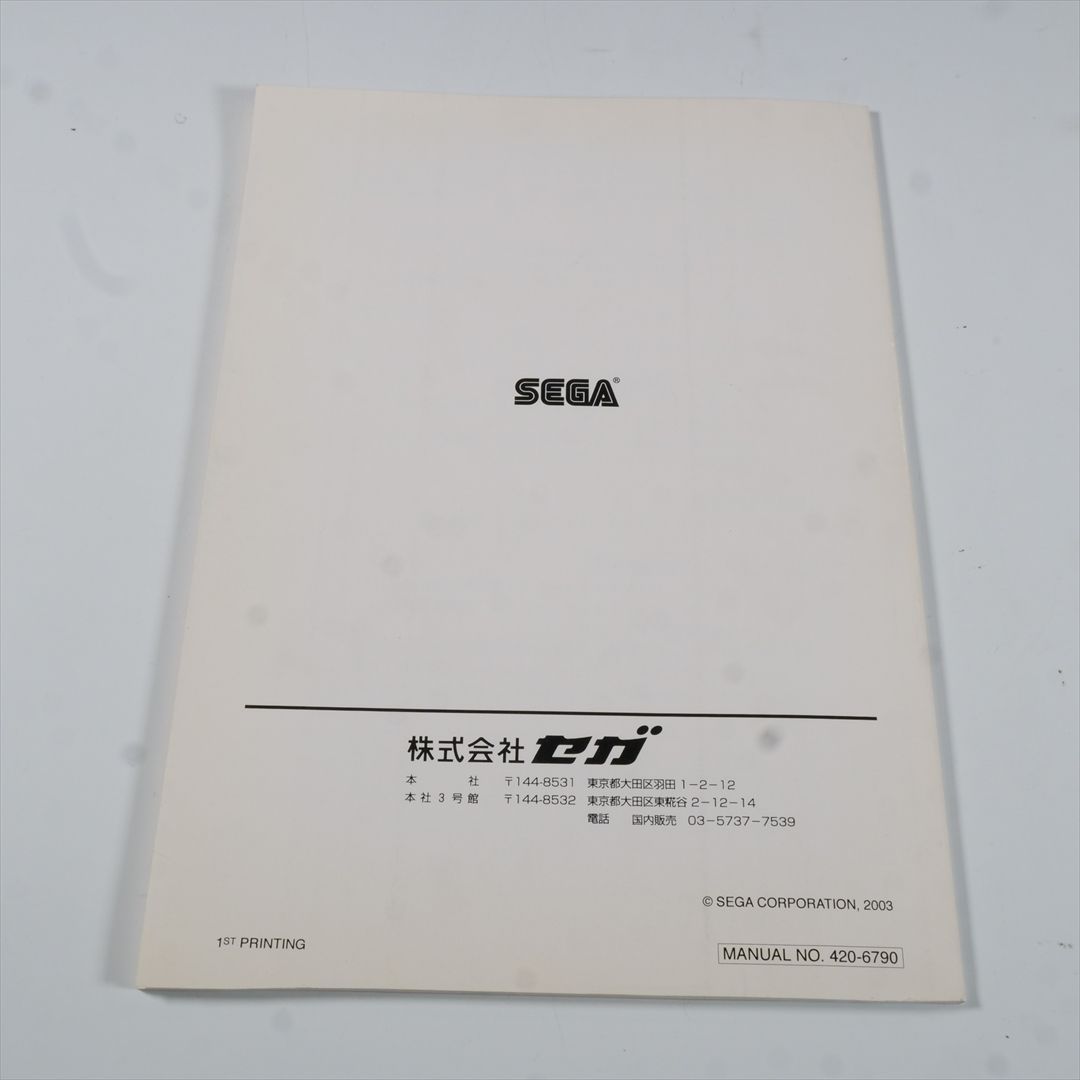 SEGA®
株式会社 セガ
本社 〒144-8531 東京都大田区羽田 1-2-12
本社3号館 〒144-8532 東京都大田区東糀谷 2-12-14
電話 国内販売 03-5737-7539
© SEGA CORPORATION, 2003
1ST PRINTING
MANUAL NO. 420-6790